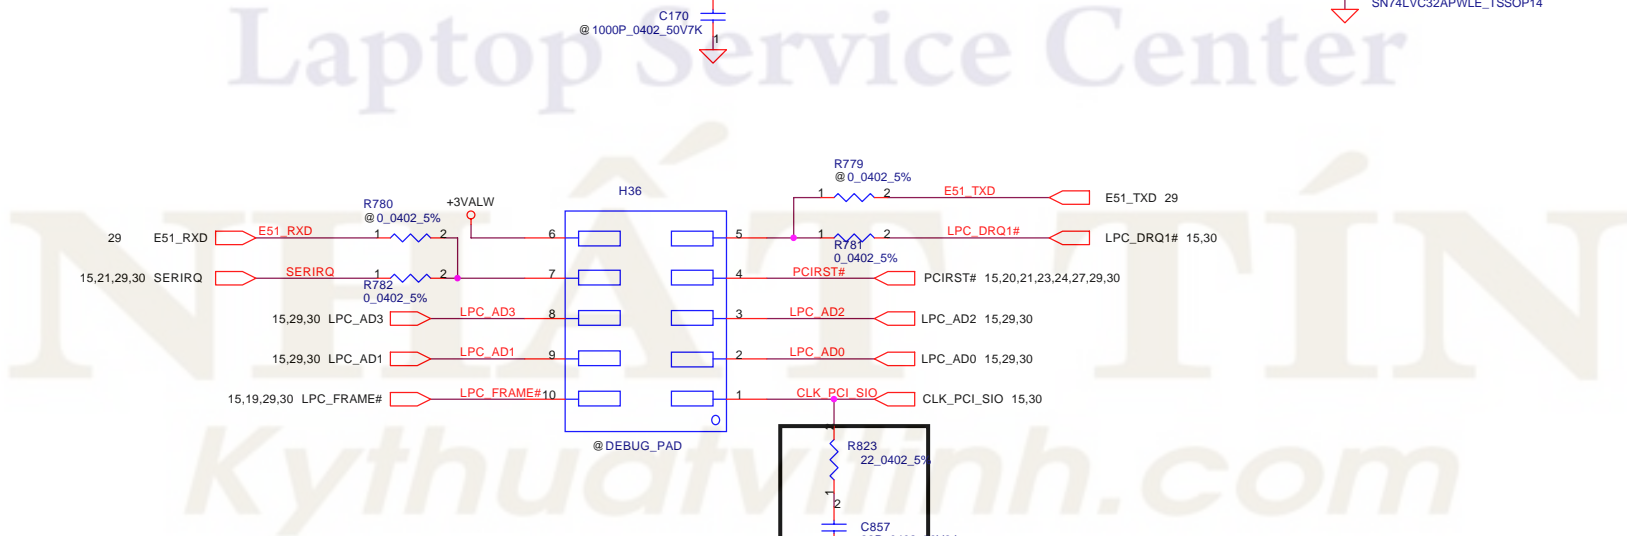 C170
@1000P_0402_50V7K
1
SN74LVC32APWLE_TSSOP14
Laptop Service Center
R779
@0_0402_5%
1 2 E51_TXD E51_TXD 29
H36
R780
@0_0402_5%
+3VALW
29 E51_RXD E51_RXD 1 2 6 5 1 2 LPC_DRQ1# LPC_DRQ1# 15,30
R781
0_0402_5%
15,21,29,30 SERIRQ SERIRQ 1 2 7 4 PCIRST# PCIRST# 15,20,21,23,24,27,29,30
R782
0_0402_5%
15,29,30 LPC_AD3 LPC_AD3 8 3 LPC_AD2 LPC_AD2 15,29,30
15,29,30 LPC_AD1 LPC_AD1 9 2 LPC_AD0 LPC_AD0 15,29,30
15,19,29,30 LPC_FRAME# LPC_FRAME# 10 1 CLK_PCI_SIO CLK_PCI_SIO 15,30
NHẤT TÍN
@DEBUG_PAD
2
R823
22_0402_5%
Kythuatvitinh.com
1
2
C857